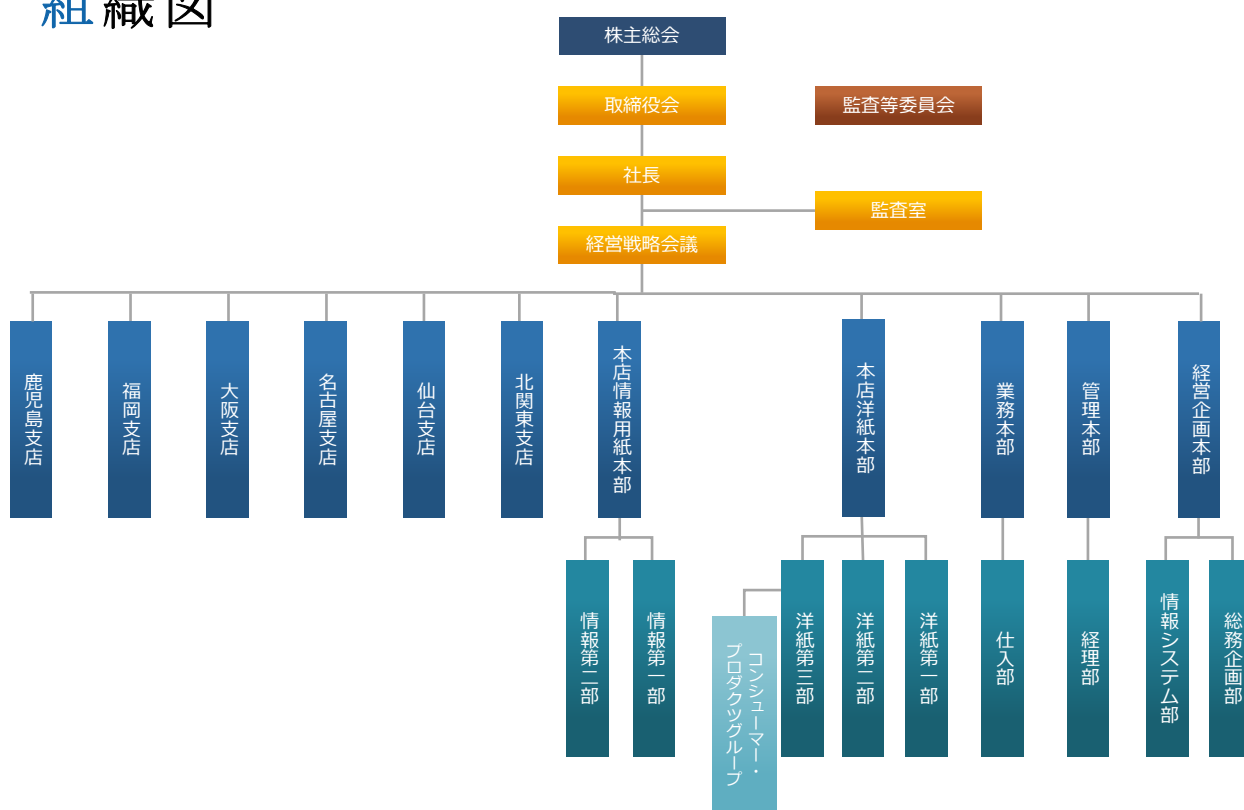 組織図
株主総会
取締役会
監査等委員会
社長
監査室
経営戦略会議
鹿児島支店
福岡支店
大阪支店
名古屋支店
仙台支店
北関東支店
本店情報用紙本部
本店洋紙本部
業務本部
管理本部
経営企画本部
情報第二部
情報第一部
コンシューマー・
プロダクツグループ
洋紙第三部
洋紙第二部
洋紙第一部
仕入部
経理部
情報システム部
総務企画部